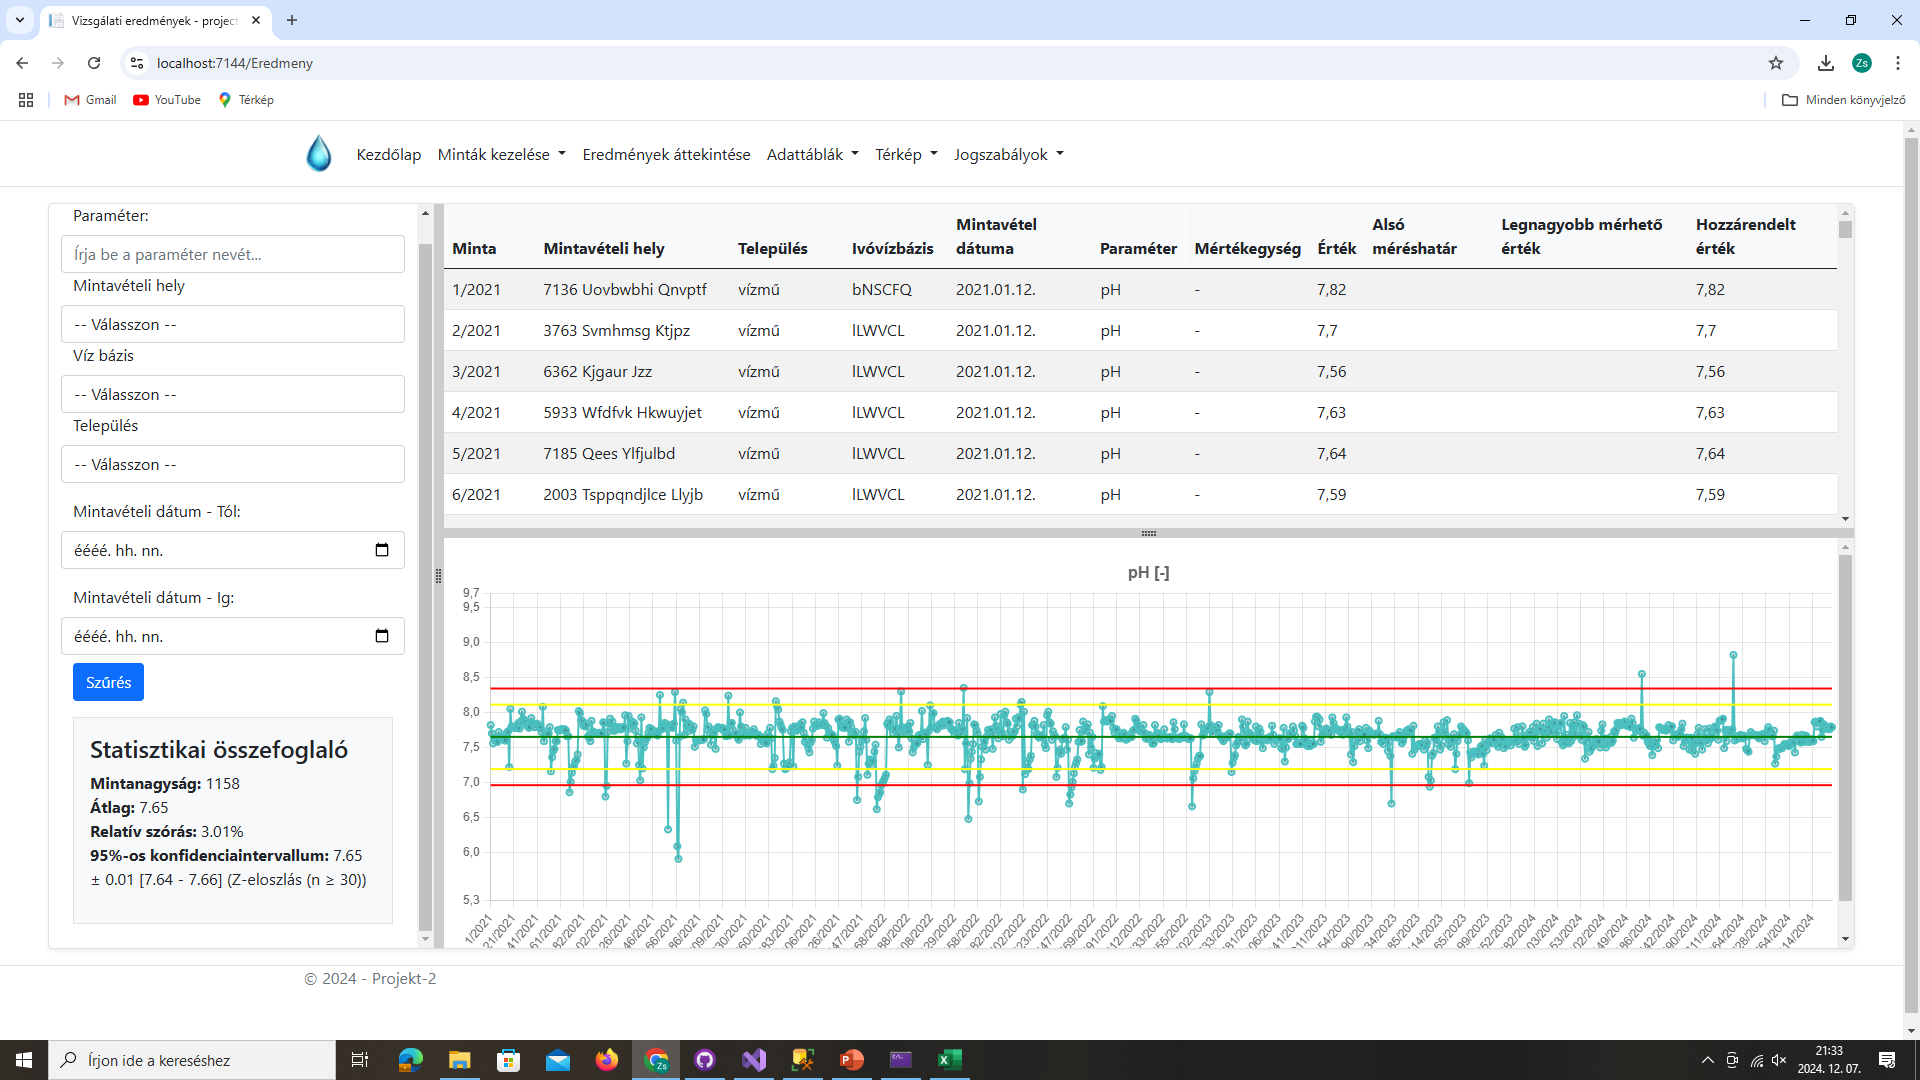 Vizsgálati eredmények - project
localhost:7144/Eredmeny
Zs
Gmail
YouTube
Térkép
Minden könyvjelző
Kezdőlap
Minták kezelése
Eredmények áttekintése
Adattáblák
Térkép
Jogszabályok
Paraméter:
Írja be a paraméter nevét...
Mintavételi hely
-- Válasszon --
Víz bázis
-- Válasszon --
Település
-- Válasszon --
Mintavételi dátum - Tól:
éééé. hh. nn.
Mintavételi dátum - Ig:
éééé. hh. nn.
Szűrés
Statisztikai összefoglaló
Mintanagyság: 1158
Átlag: 7.65
Relatív szórás: 3.01%
95%-os konfidenciaintervallum: 7.65
± 0.01 [7.64 - 7.66] (Z-eloszlás (n ≥ 30))
Minta Mintavételi hely Település Ivóvízbázis Mintavétel dátuma Paraméter Mértékegység Érték Alsó méréshatár Legnagyobb mérhető érték Hozzárendelt érték
1/2021 7136 Uovbwbhi Qnvptf vízmű bNSCFQ 2021.01.12. pH - 7,82 7,82
2/2021 3763 Svmhmsg Ktjpz vízmű lLWVCL 2021.01.12. pH - 7,7 7,7
3/2021 6362 Kjgaur Jzz vízmű lLWVCL 2021.01.12. pH - 7,56 7,56
4/2021 5933 Wfdfvk Hkwuyjet vízmű lLWVCL 2021.01.12. pH - 7,63 7,63
5/2021 7185 Qees Ylfjulbd vízmű lLWVCL 2021.01.12. pH - 7,64 7,64
6/2021 2003 Tsppqndjlce Llyjb vízmű lLWVCL 2021.01.12. pH - 7,59 7,59
pH [-]
9,7
9,5
9,0
8,5
8,0
7,5
7,0
6,5
6,0
5,3
1/2021
© 2024 - Projekt-2
Írjon ide a kereséshez
Zs
21:33
2024. 12. 07.